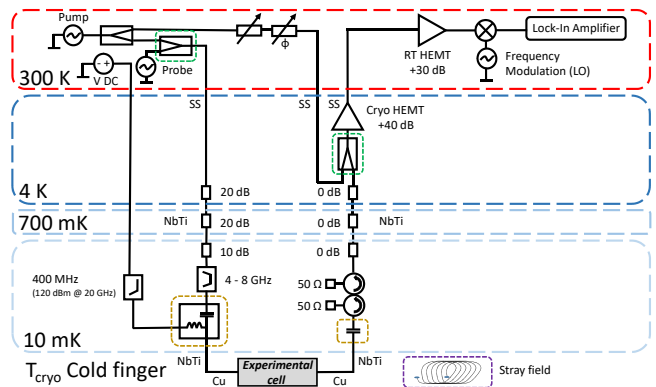 Pump
- +
V DC
Probe
300 K
ϕ
RT HEMT
+30 dB
Lock-In Amplifier
Frequency
Modulation (LO)
SS
SS
SS
Cryo HEMT
+40 dB
4 K
20 dB
0 dB
700 mK
NbTi
20 dB
0 dB
NbTi
10 dB
0 dB
400 MHz
(120 dBm @ 20 GHz)
4 - 8 GHz
50 Ω
50 Ω
10 mK
NbTi
NbTi
T_cryo Cold finger
Cu
Experimental
cell
Cu
Stray field